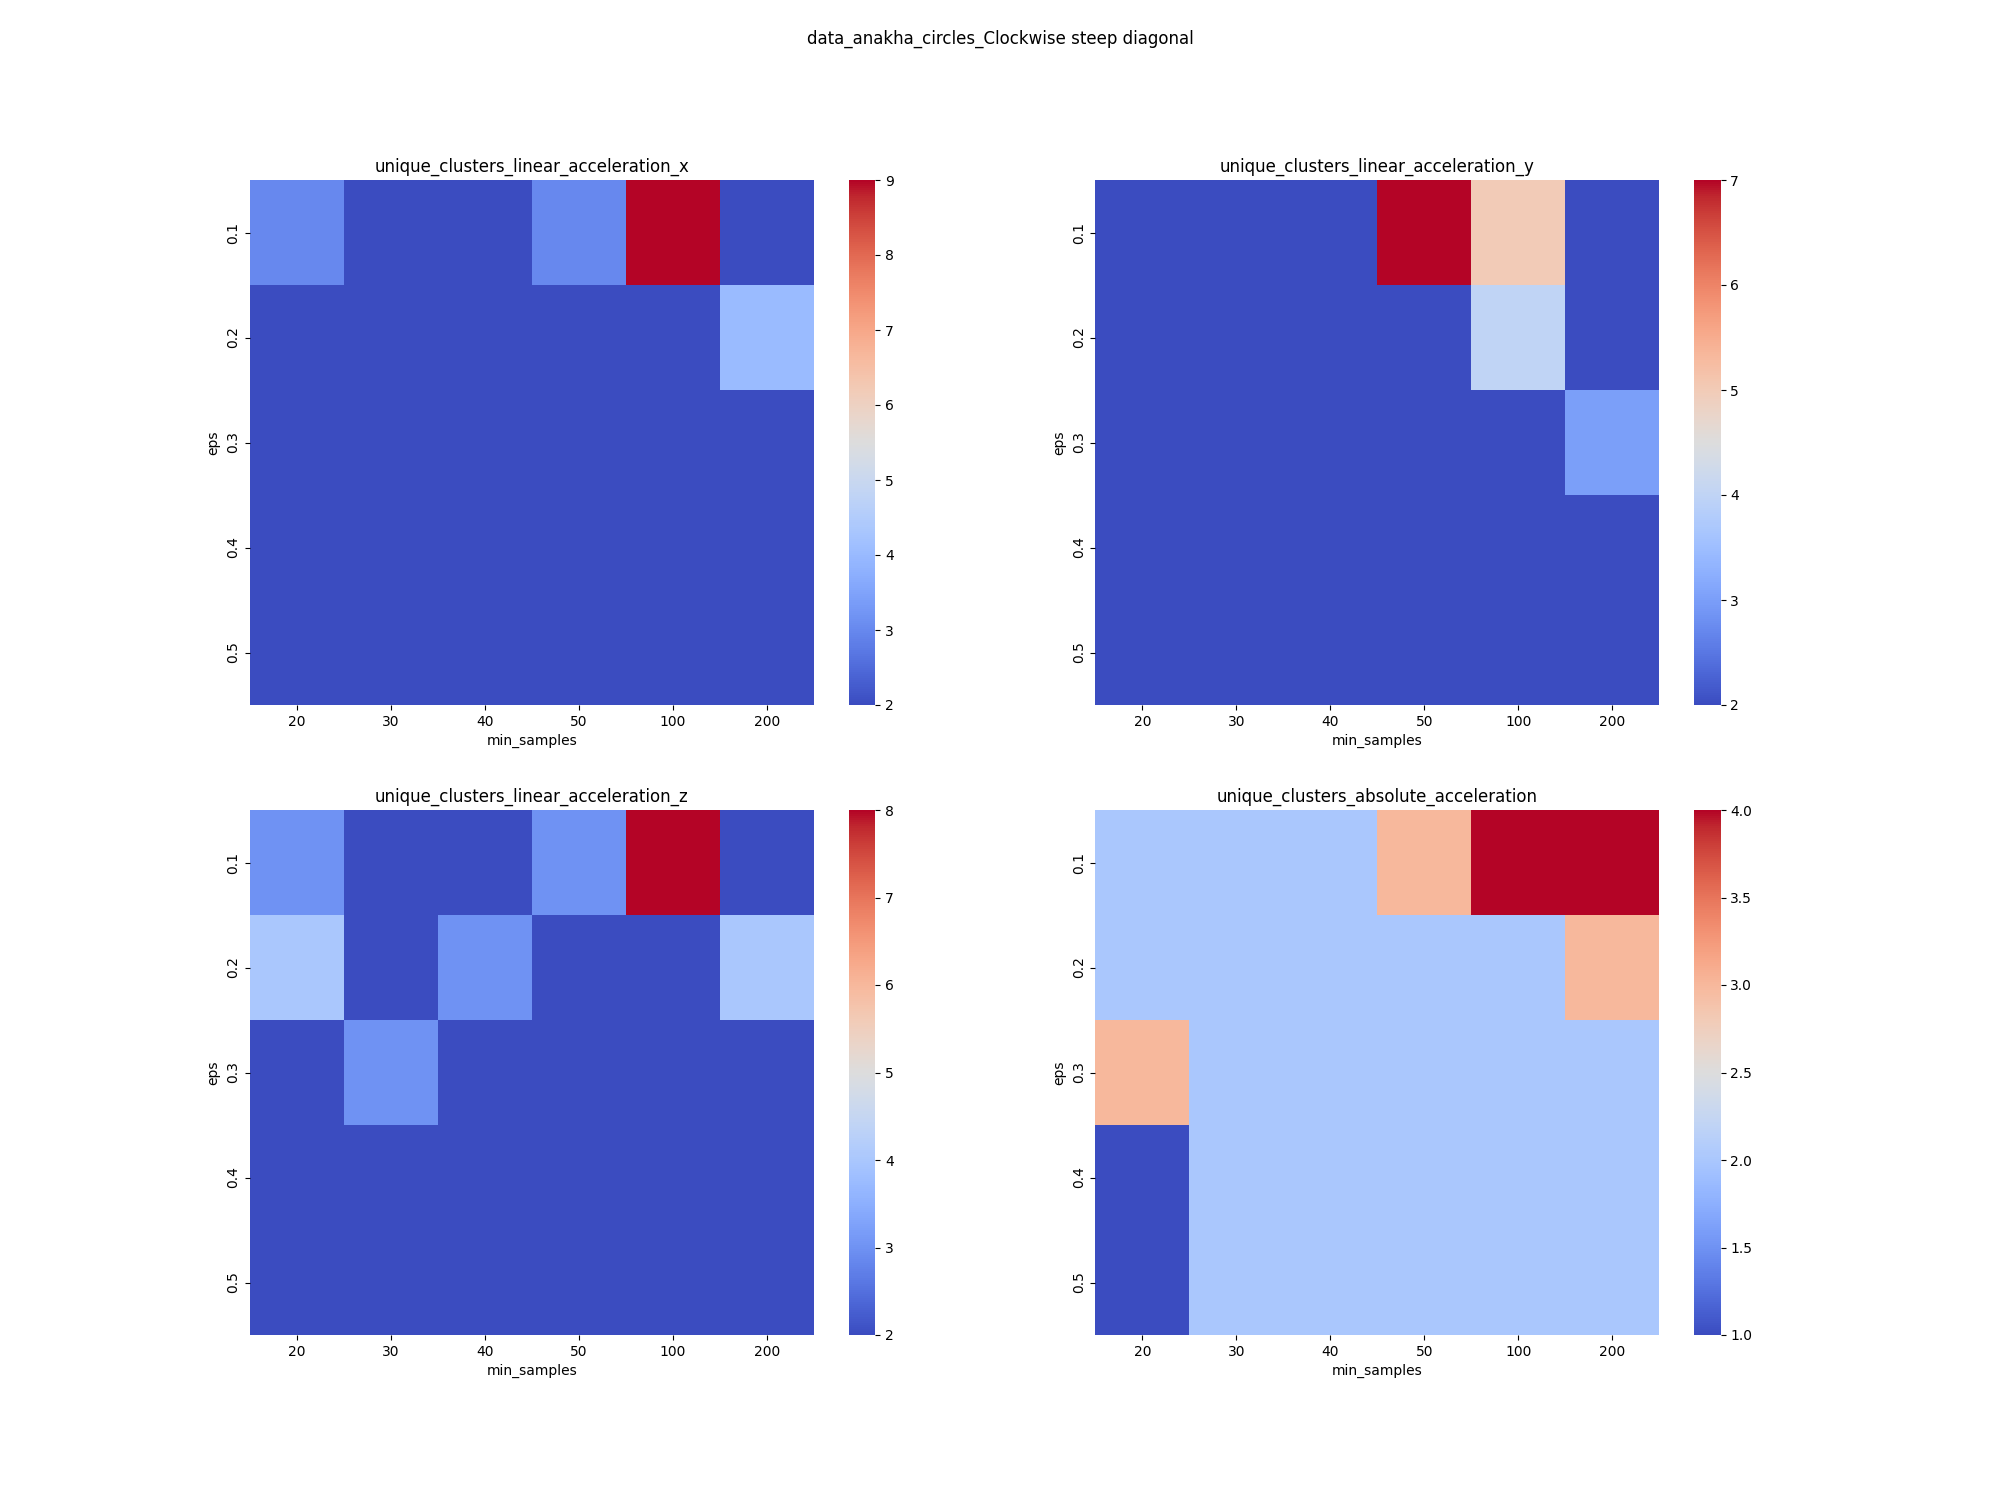 data_anakha_circles_Clockwise steep diagonal
unique_clusters_linear_acceleration_x
eps
0.1
0.2
0.3
0.4
0.5
20 30 40 50 100 200
min_samples
9
8
7
6
5
4
3
2
unique_clusters_linear_acceleration_y
eps
0.1
0.2
0.3
0.4
0.5
20 30 40 50 100 200
min_samples
7
6
5
4
3
2
unique_clusters_linear_acceleration_z
eps
0.1
0.2
0.3
0.4
0.5
20 30 40 50 100 200
min_samples
8
7
6
5
4
3
2
unique_clusters_absolute_acceleration
eps
0.1
0.2
0.3
0.4
0.5
20 30 40 50 100 200
min_samples
4.0
3.5
3.0
2.5
2.0
1.5
1.0